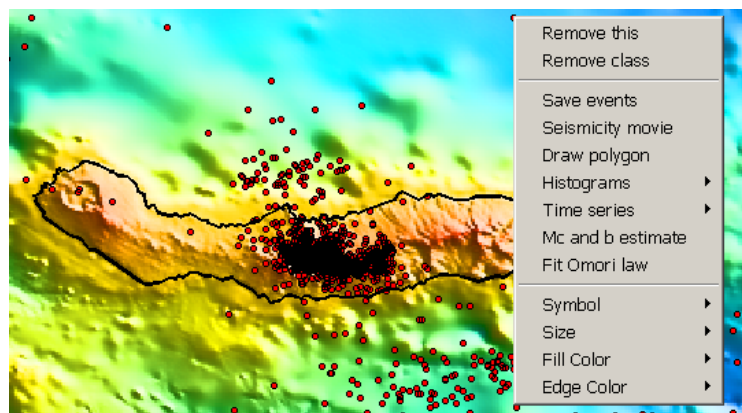 Remove this
Remove class
Save events
Seismicity movie
Draw polygon
Histograms
Time series
Mc and b estimate
Fit Omori law
Symbol
Size
Fill Color
Edge Color